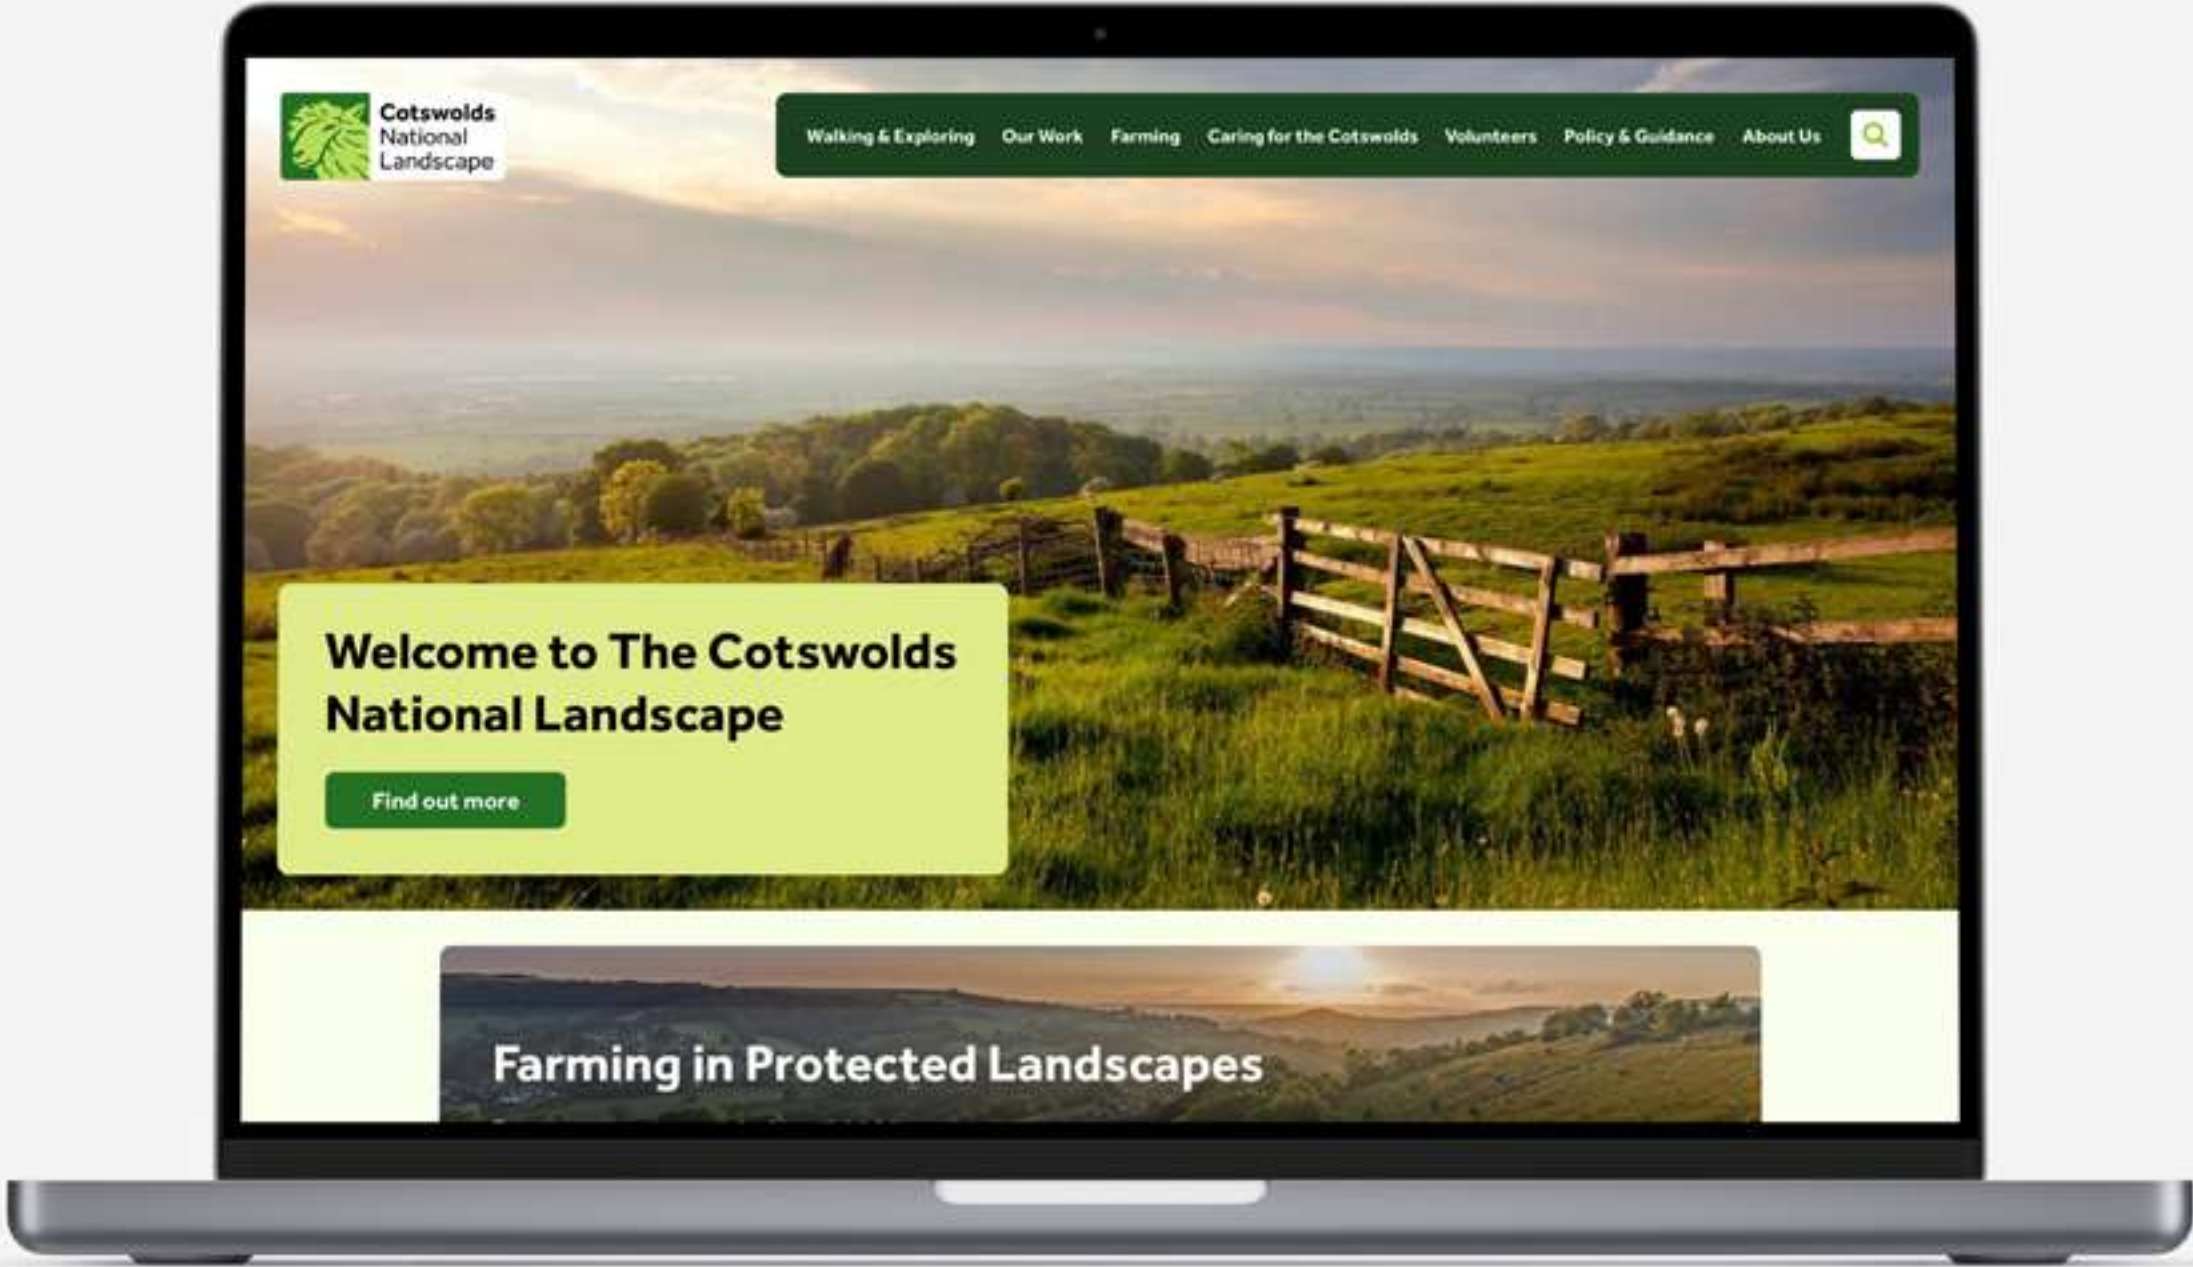 Cotswolds
National
Landscape
Walking & Exploring Our Work Farming Caring for the Cotswolds Volunteers Policy & Guidance About Us
Welcome to The Cotswolds
National Landscape
Find out more
Farming in Protected Landscapes